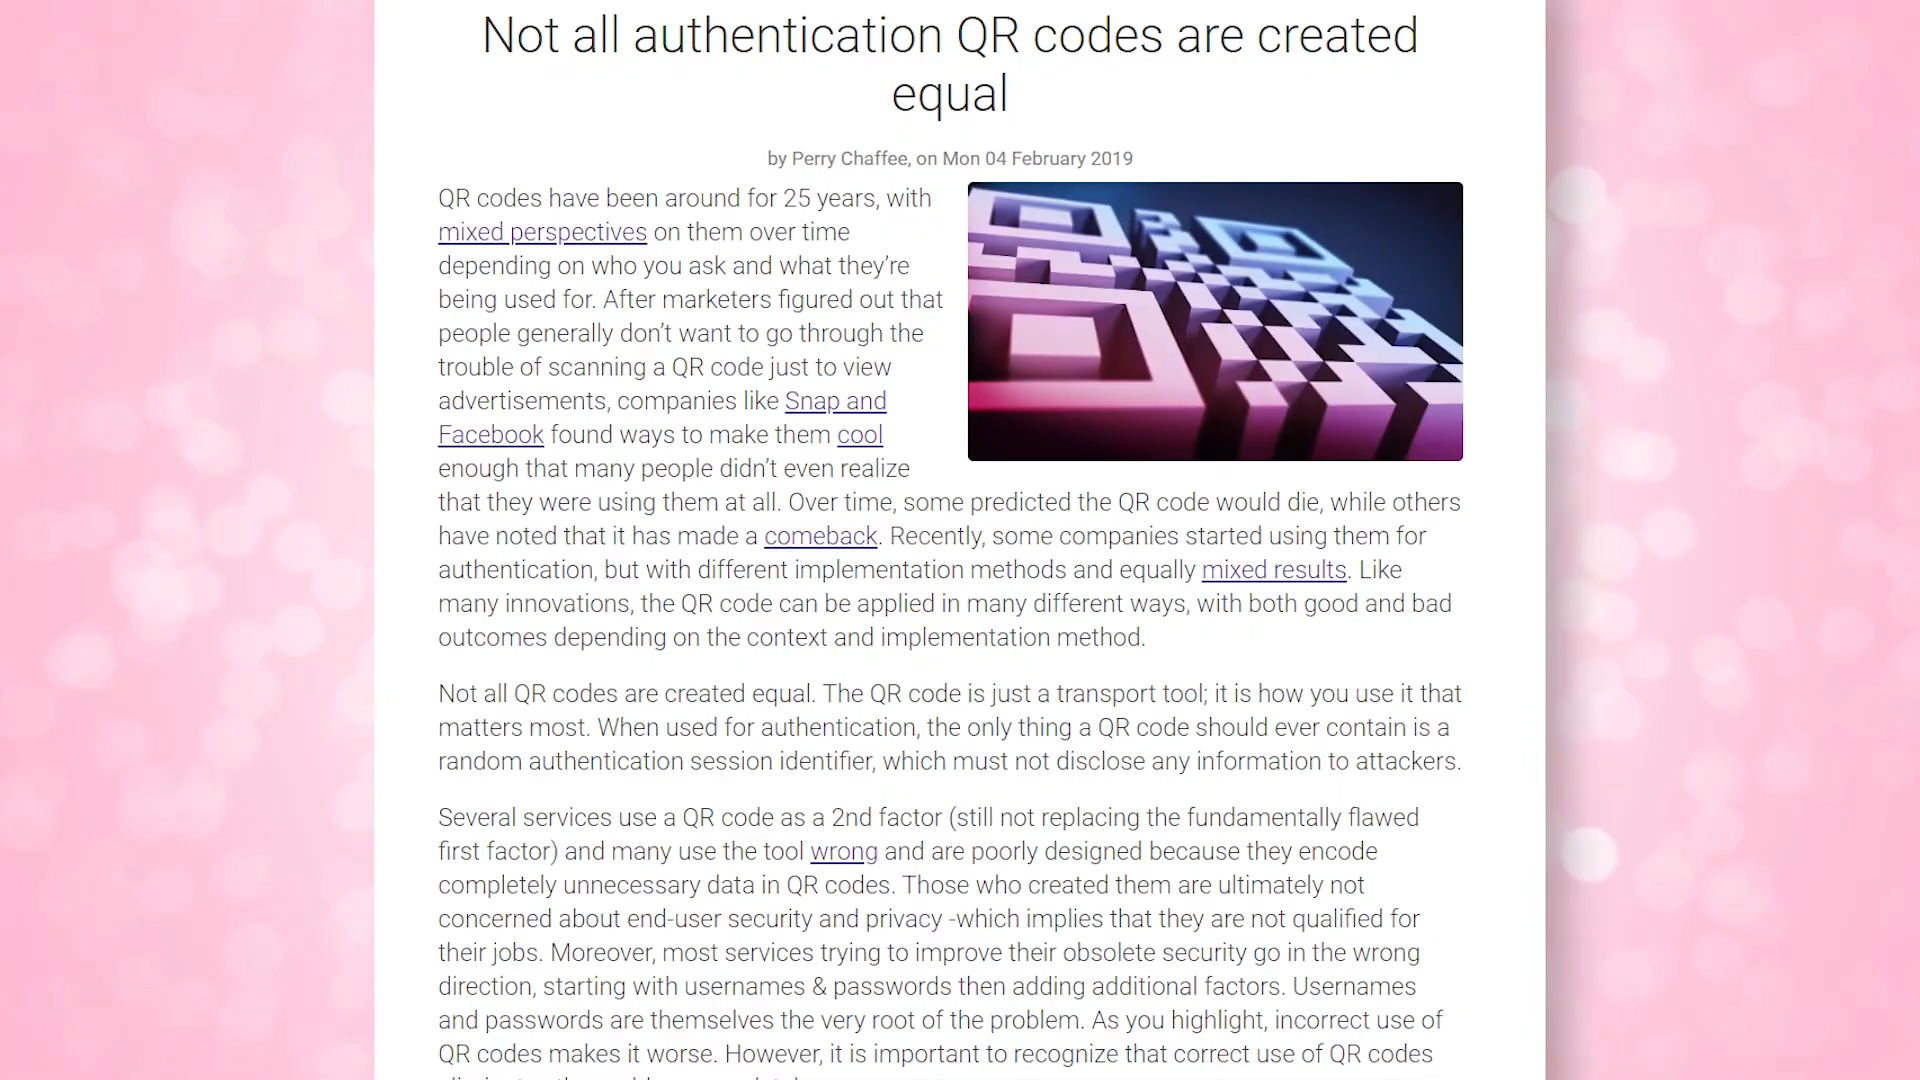 Not all authentication QR codes are created
equal
by Perry Chaffee, on Mon 04 February 2019
QR codes have been around for 25 years, with
mixed perspectives on them over time
depending on who you ask and what they’re
being used for. After marketers figured out that
people generally don’t want to go through the
trouble of scanning a QR code just to view
advertisements, companies like Snap and
Facebook found ways to make them cool
enough that many people didn’t even realize
that they were using them at all. Over time, some predicted the QR code would die, while others
have noted that it has made a comeback. Recently, some companies started using them for
authentication, but with different implementation methods and equally mixed results. Like
many innovations, the QR code can be applied in many different ways, with both good and bad
outcomes depending on the context and implementation method.
Not all QR codes are created equal. The QR code is just a transport tool; it is how you use it that
matters most. When used for authentication, the only thing a QR code should ever contain is a
random authentication session identifier, which must not disclose any information to attackers.
Several services use a QR code as a 2nd factor (still not replacing the fundamentally flawed
first factor) and many use the tool wrong and are poorly designed because they encode
completely unnecessary data in QR codes. Those who created them are ultimately not
concerned about end-user security and privacy -which implies that they are not qualified for
their jobs. Moreover, most services trying to improve their obsolete security go in the wrong
direction, starting with usernames & passwords then adding additional factors. Usernames
and passwords are themselves the very root of the problem. As you highlight, incorrect use of
QR codes makes it worse. However, it is important to recognize that correct use of QR codes